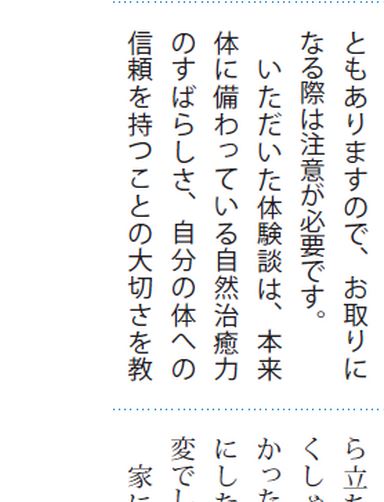 ともありますので、お取りに
なる際は注意が必要です。
いただいた体験談は、本来
体に備わっている自然治癒力
のすばらしさ、自分の体への
信頼を持つことの大切さを教
ら立
くし
かった
にした
変でし
家に